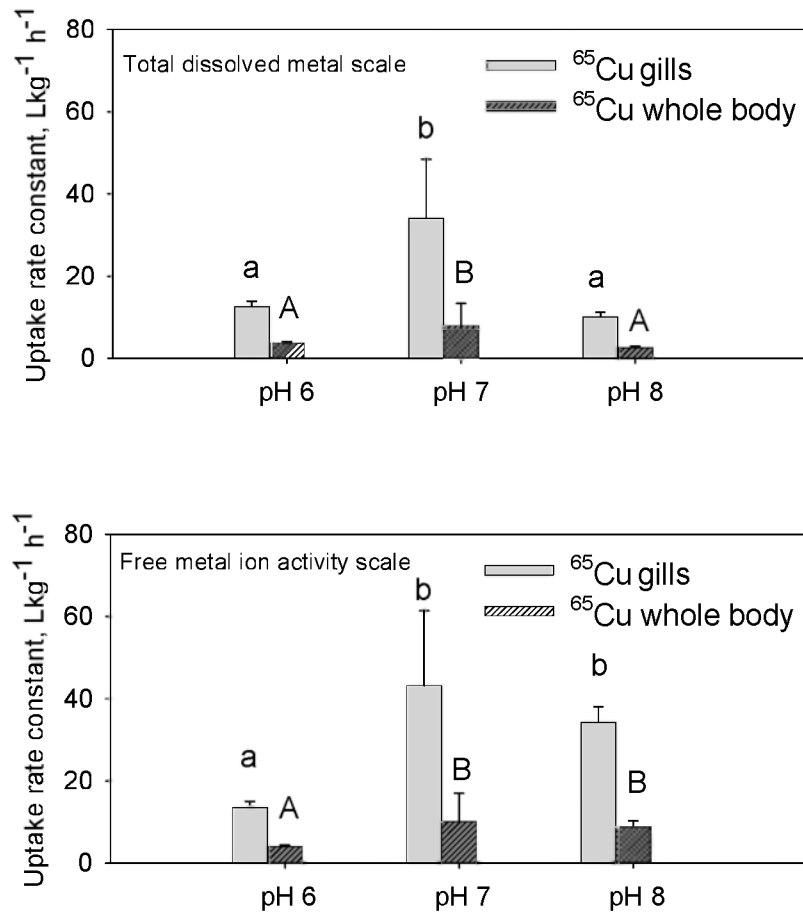 80
Total dissolved metal scale
⁶⁵Cu gills
⁶⁵Cu whole body
60
b
40
a
B
a
20
A
A
0
pH 6
pH 7
pH 8
Uptake rate constant, Lkg⁻¹ h⁻¹
80
Free metal ion activity scale
⁶⁵Cu gills
b
⁶⁵Cu whole body
60
b
40
a
B
B
20
A
0
pH 6
pH 7
pH 8
Uptake rate constant, Lkg⁻¹ h⁻¹